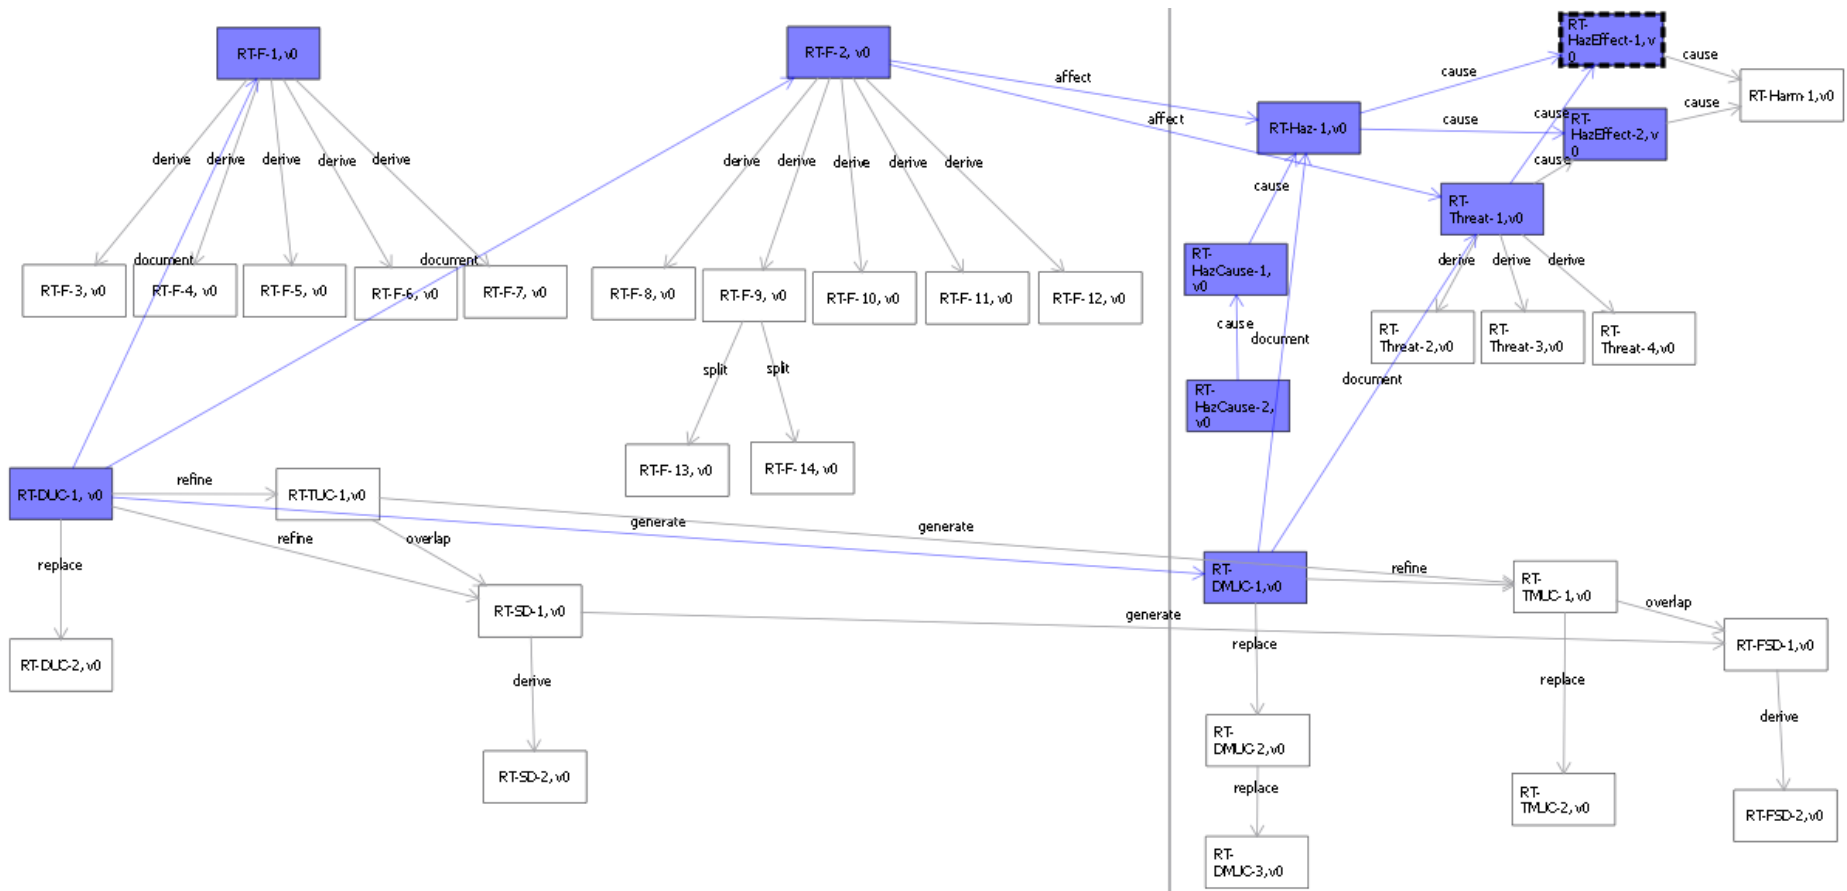 RT-F-1, v0
RT-F-2, v0
RT-
HazEffect-1, v
0
cause
cause
affect
RT-Harm-1,v0
cause
cause
RT-
HazEffect-2, v
0
cause
affect
RT-Haz-1,v0
cause
derive
derive
derive
derive
derive
derive
derive
derive
derive
derive
cause
RT-
Threat-1,v0
document
document
RT-
HazCause-1,
v0
derive
derive
derive
RT-F-3, v0
RT-F-4, v0
RT-F-5, v0
RT-F-6, v0
RT-F-7, v0
RT-F-8, v0
RT-F-9, v0
RT-F-10, v0
RT-F-11, v0
RT-F-12, v0
cause
document
RT-
Threat-2,v0
RT-
Threat-3,v0
RT-
Threat-4,v0
split
split
document
RT-
HazCause-2,
v0
RT-F-13, v0
RT-F-14, v0
RT-DUC-1, v0
refine
RT-TUC-1,v0
generate
generate
refine
overlap
replace
RT-
DMUC-1,v0
refine
RT-
TMUC-1,v0
overlap
RT-SD-1,v0
generate
replace
RT-FSD-1,v0
RT-DUC-2,v0
derive
replace
derive
RT-
DMUC-2,v0
RT-SD-2,v0
replace
RT-
TMUC-2,v0
RT-FSD-2,v0
RT-
DMUC-3,v0